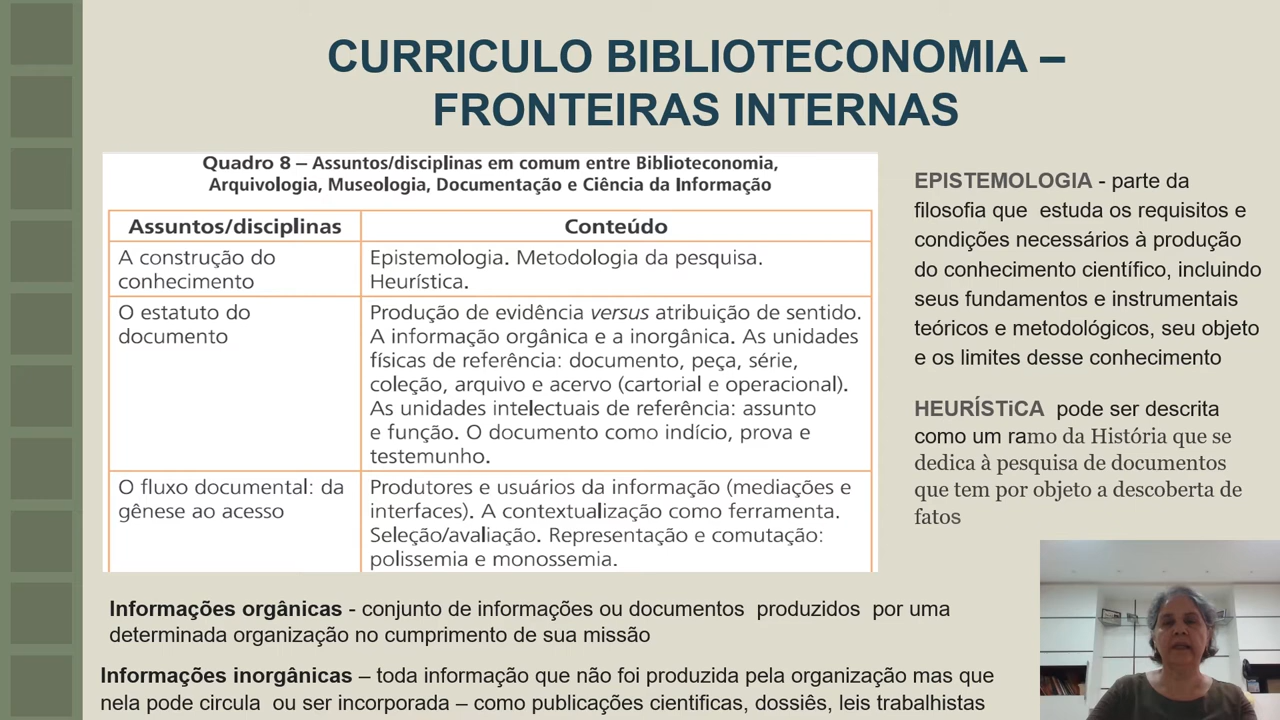 CURRICULO BIBLIOTECONOMIA –
FRONTEIRAS INTERNAS
Quadro 8 – Assuntos/disciplinas em comum entre Biblioteconomia,
Arquivologia, Museologia, Documentação e Ciência da Informação
Assuntos/disciplinas
Conteúdo
A construção do
conhecimento
Epistemologia. Metodologia da pesquisa.
Heurística.
O estatuto do
documento
Produção de evidência versus atribuição de sentido.
A informação orgânica e a inorgânica. As unidades
físicas de referência: documento, peça, série,
coleção, arquivo e acervo (cartorial e operacional).
As unidades intelectuais de referência: assunto
e função. O documento como indício, prova e
testemunho.
O fluxo documental: da
gênese ao acesso
Produtores e usuários da informação (mediações e
interfaces). A contextualização como ferramenta.
Seleção/avaliação. Representação e comutação:
polissemia e monossemia.
EPISTEMOLOGIA - parte da
filosofia que estuda os requisitos e
condições necessários à produção
do conhecimento científico, incluindo
seus fundamentos e instrumentais
teóricos e metodológicos, seu objeto
e os limites desse conhecimento
HEURÍSTiCA pode ser descrita
como um ramo da História que se
dedica à pesquisa de documentos
que tem por objeto a descoberta de
fatos
Informações orgânicas - conjunto de informações ou documentos produzidos por uma
determinada organização no cumprimento de sua missão
Informações inorgânicas – toda informação que não foi produzida pela organização mas que
nela pode circula ou ser incorporada – como publicações cientificas, dossiês, leis trabalhistas